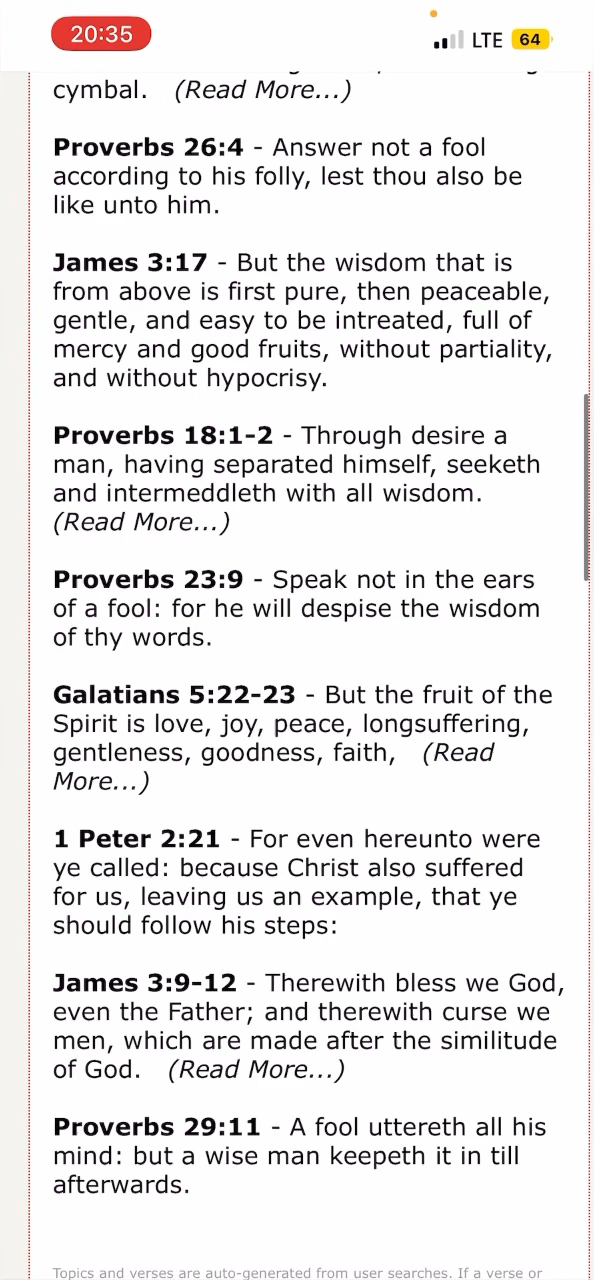 20:35
LTE 64
cymbal. (Read More...)
Proverbs 26:4 - Answer not a fool
according to his folly, lest thou also be
like unto him.
James 3:17 - But the wisdom that is
from above is first pure, then peaceable,
gentle, and easy to be intreated, full of
mercy and good fruits, without partiality,
and without hypocrisy.
Proverbs 18:1-2 - Through desire a
man, having separated himself, seeketh
and intermeddleth with all wisdom.
(Read More...)
Proverbs 23:9 - Speak not in the ears
of a fool: for he will despise the wisdom
of thy words.
Galatians 5:22-23 - But the fruit of the
Spirit is love, joy, peace, longsuffering,
gentleness, goodness, faith, (Read
More...)
1 Peter 2:21 - For even hereunto were
ye called: because Christ also suffered
for us, leaving us an example, that ye
should follow his steps:
James 3:9-12 - Therewith bless we God,
even the Father; and therewith curse we
men, which are made after the similitude
of God. (Read More...)
Proverbs 29:11 - A fool uttereth all his
mind: but a wise man keepeth it in till
afterwards.
Topics and verses are auto-generated from user searches. If a verse or